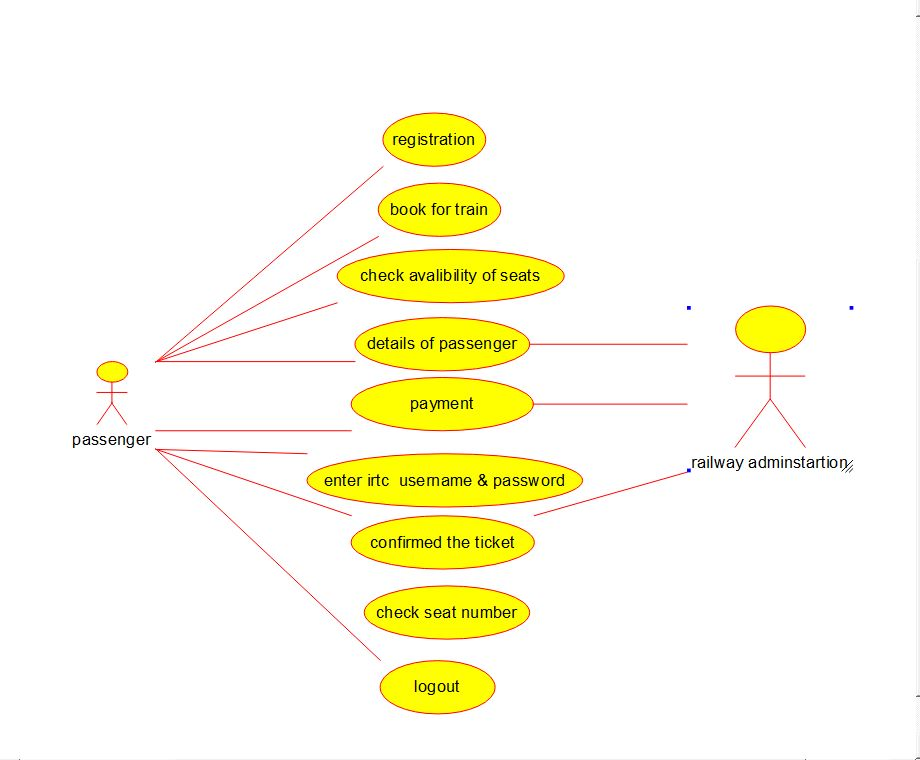 registration
book for train
check avalibility of seats
details of passenger
payment
passenger
railway adminstartion
enter irtc  username & password
confirmed the ticket
check seat number
logout